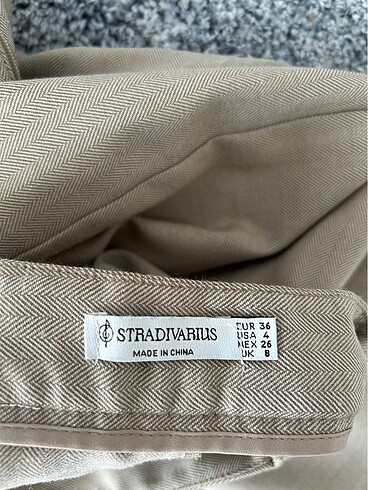 STRADIVARIUS
MADE IN CHINA
EUR 36
USA 4
MEX 26
UK 8